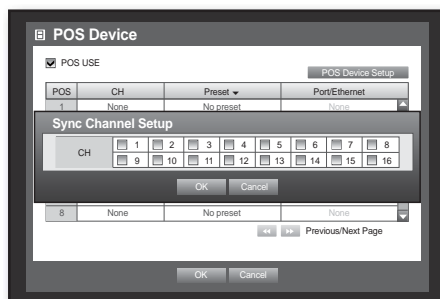 POS Device
POS USE
POS Device Setup
POS CH Preset Port/Ethernet
1 None No preset None
Sync Channel Setup
CH 1 2 3 4 5 6 7 8
9 10 11 12 13 14 15 16
OK Cancel
8 None No preset None
Previous/Next Page
OK Cancel